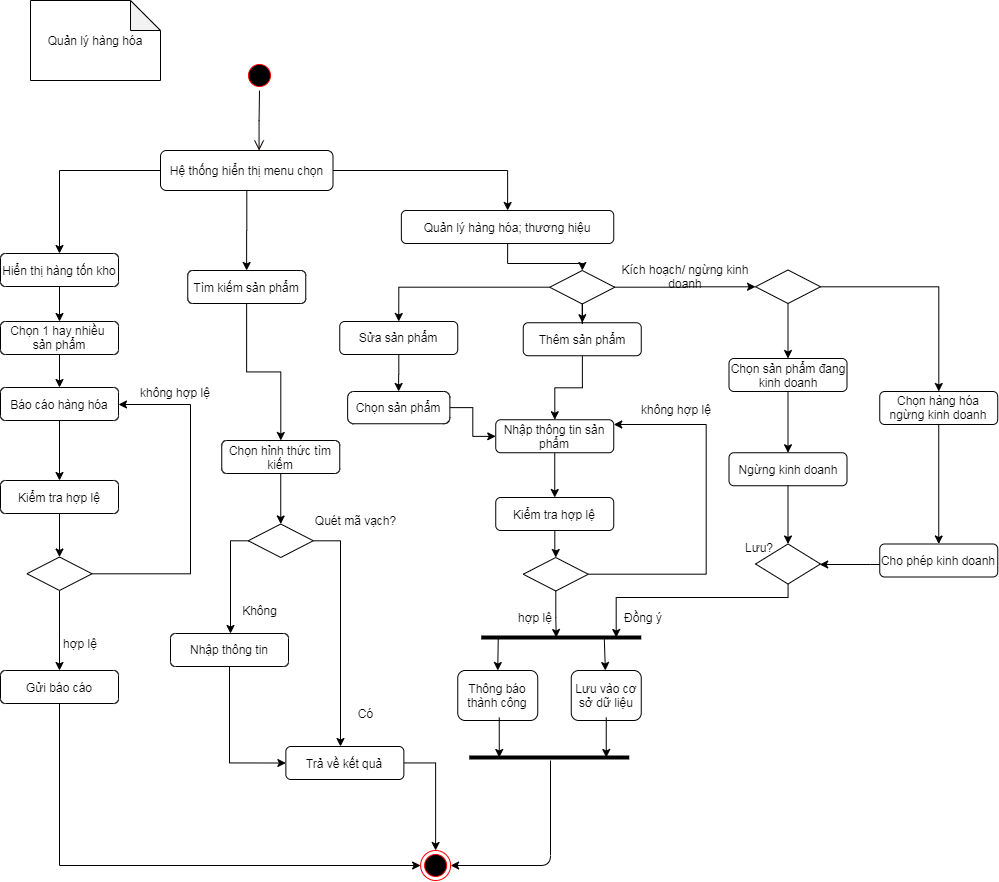 Quản lý hàng hóa
Hệ thống hiển thị menu chọn
Quản lý hàng hóa; thương hiệu
Hiển thị hàng tồn kho
Tìm kiếm sản phẩm
Kích hoạch/ ngừng kinh
doanh
Chọn 1 hay nhiều
sản phẩm
Sửa sản phẩm
Thêm sản phẩm
Chọn sản phẩm đang
kinh doanh
Chọn hàng hóa
ngừng kinh doanh
không hợp lệ
Báo cáo hàng hóa
Chọn sản phẩm
không hợp lệ
Nhập thông tin sản
phẩm
Chọn hình thức tìm
kiếm
Ngừng kinh doanh
Kiểm tra hợp lệ
Quét mã vạch?
Kiểm tra hợp lệ
Lưu?
Cho phép kinh doanh
Không
hợp lệ
Đồng ý
hợp lệ
Nhập thông tin
Gửi báo cáo
Thông báo
thành công
Lưu vào cơ
sở dữ liệu
Có
Trả về kết quả